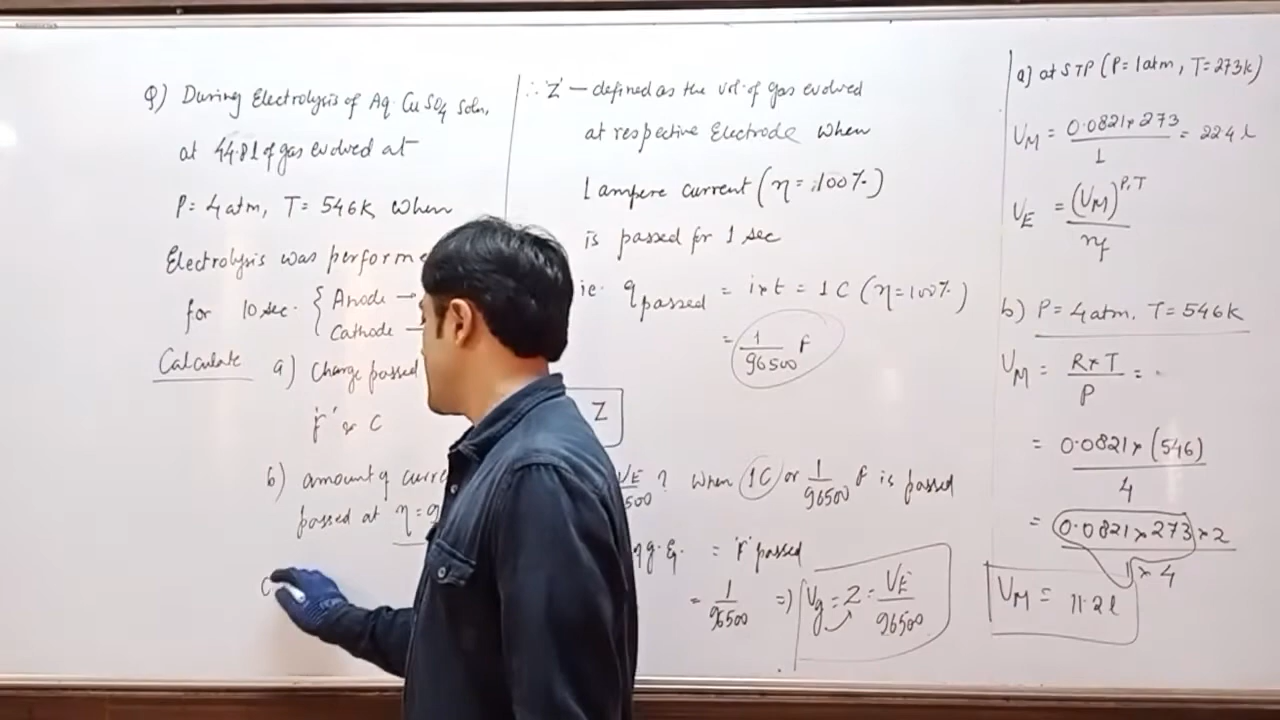 Q) During Electrolysis of Aq. CuSO4 soln,
at 44.8 l of gas evolved at
P = 4 atm, T = 546 K when
Electrolysis was
for 10 sec. { Anode →
Cathode
Calculate a) Charge passed
'F' or C
b) amount of
passed at η =
∴ 'Z' — defined as the vol. of gas evolved
at respective Electrode when
1 ampere current (η = 100%)
is passed for 1 sec
ie. q passed = i × t = 1 C (η = 100%)
= 1/96500 F
Z
? when 1C or 1/96500 F is passed
g. Eq. = 'F' passed
= 1/96500 ⇒ Vg = Z = VE/96500
a) at STP (P = 1 atm, T = 273 k)
VM = 0.0821 × 273/1 = 22.4 l
VE = (VM)^P,T/nf
b) P = 4 atm. T = 546 k
VM = R × T/P =
= 0.0821 × (546)/4
= 0.0821 × 273 × 2
× 4
VM = 11.2 l